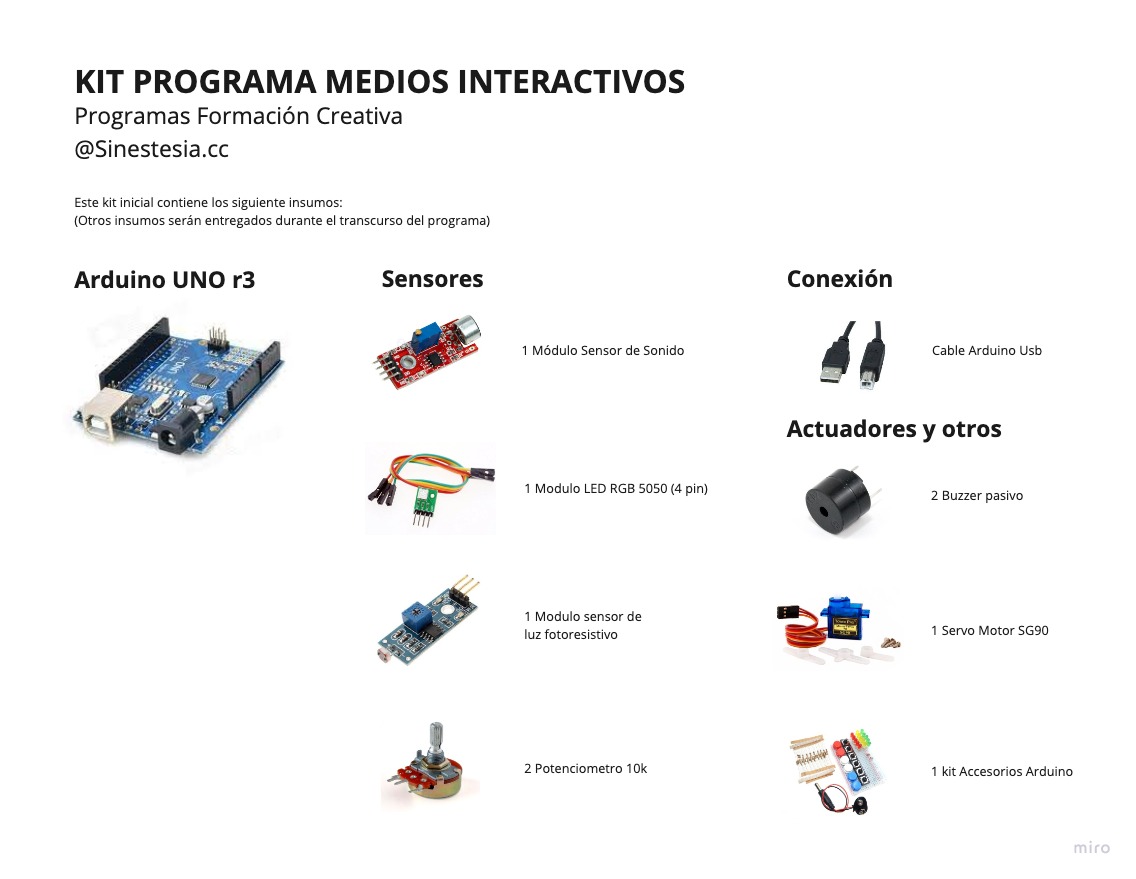 KIT PROGRAMA MEDIOS INTERACTIVOS
Programas Formación Creativa
@Sinestesia.cc
Este kit inicial contiene los siguiente insumos:
(Otros insumos serán entregados durante el transcurso del programa)
Arduino UNO r3
Sensores
1 Módulo Sensor de Sonido
1 Modulo LED RGB 5050 (4 pin)
1 Modulo sensor de
luz fotoresistivo
2 Potenciometro 10k
Conexión
Cable Arduino Usb
Actuadores y otros
2 Buzzer pasivo
1 Servo Motor SG90
1 kit Accesorios Arduino
miro